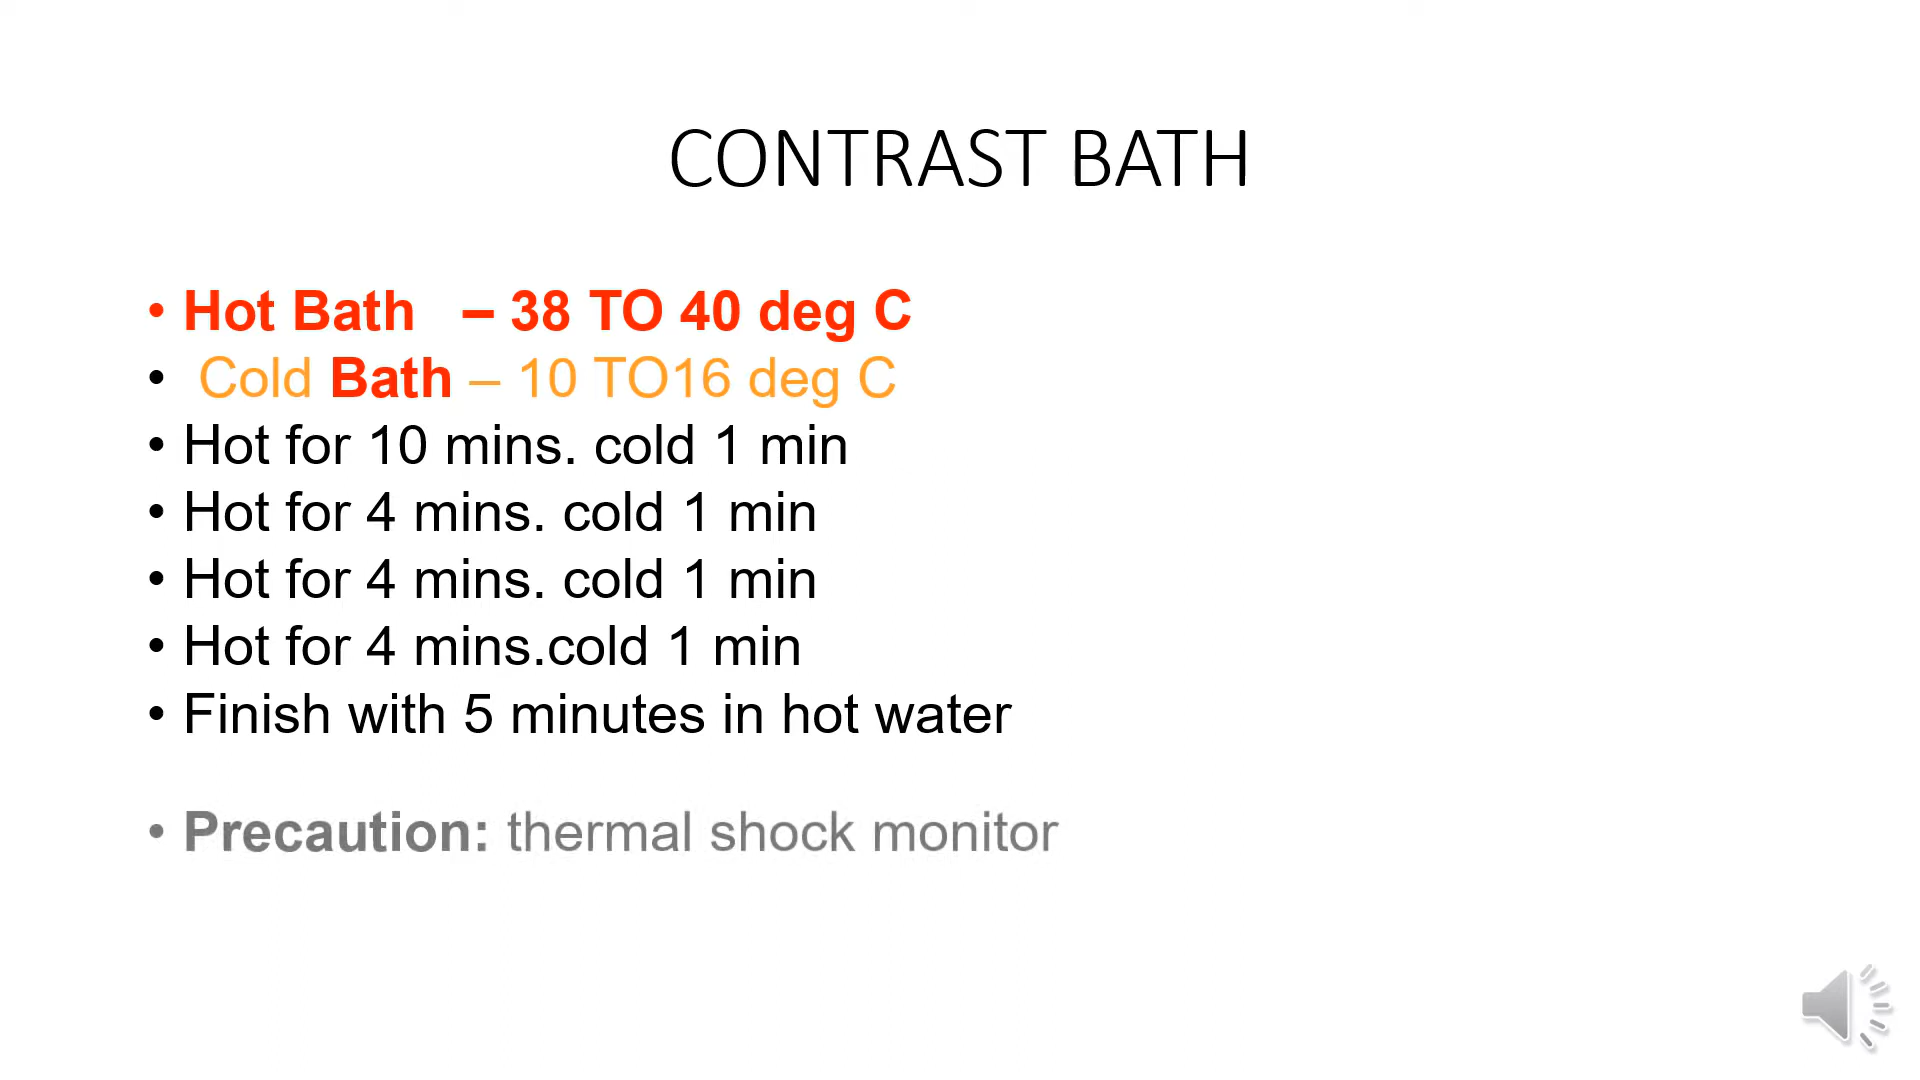 CONTRAST BATH
• Hot Bath – 38 TO 40 deg C
• Cold Bath – 10 TO16 deg C
• Hot for 10 mins. cold 1 min
• Hot for 4 mins. cold 1 min
• Hot for 4 mins. cold 1 min
• Hot for 4 mins.cold 1 min
• Finish with 5 minutes in hot water
• Precaution: thermal shock monitor